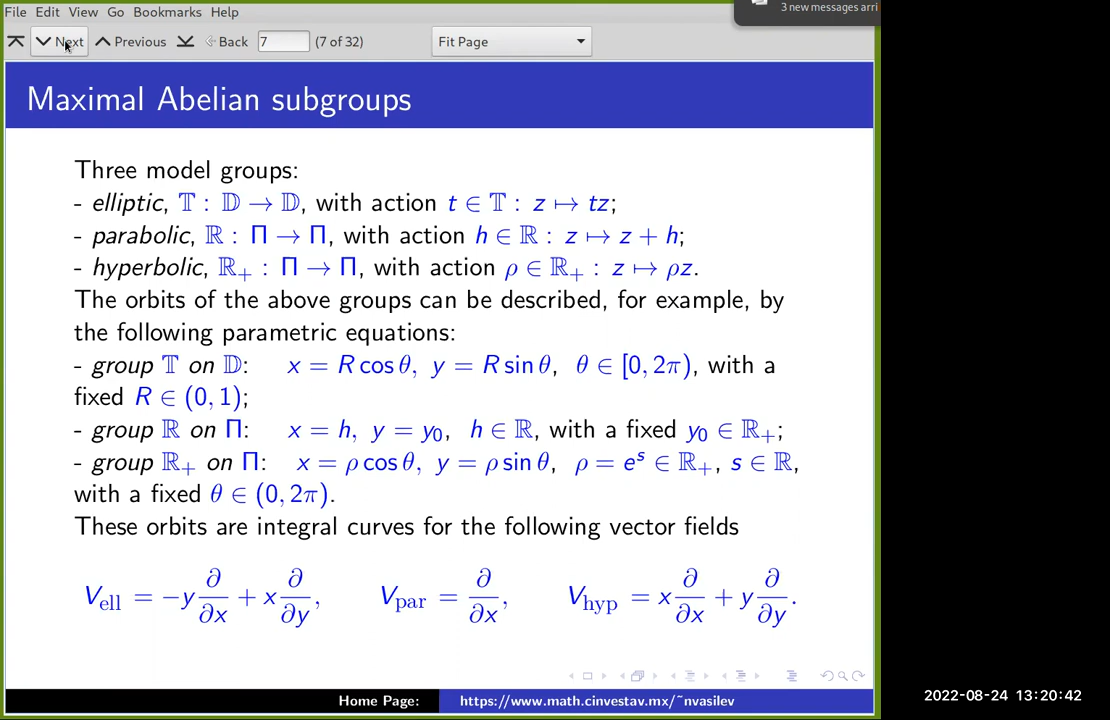 File Edit View Go Bookmarks Help
3 new messages arri
Next Previous Back 7 (7 of 32) Fit Page
Maximal Abelian subgroups
Three model groups:
- elliptic, 𝕋 : 𝔻 → 𝔻, with action t ∈ 𝕋 : z ↦ tz;
- parabolic, ℝ : Π → Π, with action h ∈ ℝ : z ↦ z + h;
- hyperbolic, ℝ₊ : Π → Π, with action ρ ∈ ℝ₊ : z ↦ ρz.
The orbits of the above groups can be described, for example, by
the following parametric equations:
- group 𝕋 on 𝔻: x = R cos θ, y = R sin θ, θ ∈ [0, 2π), with a
fixed R ∈ (0, 1);
- group ℝ on Π: x = h, y = y₀, h ∈ ℝ, with a fixed y₀ ∈ ℝ₊;
- group ℝ₊ on Π: x = ρ cos θ, y = ρ sin θ, ρ = eˢ ∈ ℝ₊, s ∈ ℝ,
with a fixed θ ∈ (0, 2π).
These orbits are integral curves for the following vector fields
V_ell = −y ∂/∂x + x ∂/∂y, V_par = ∂/∂x, V_hyp = x ∂/∂x + y ∂/∂y.
Home Page: https://www.math.cinvestav.mx/˜nvasilev
2022-08-24 13:20:42